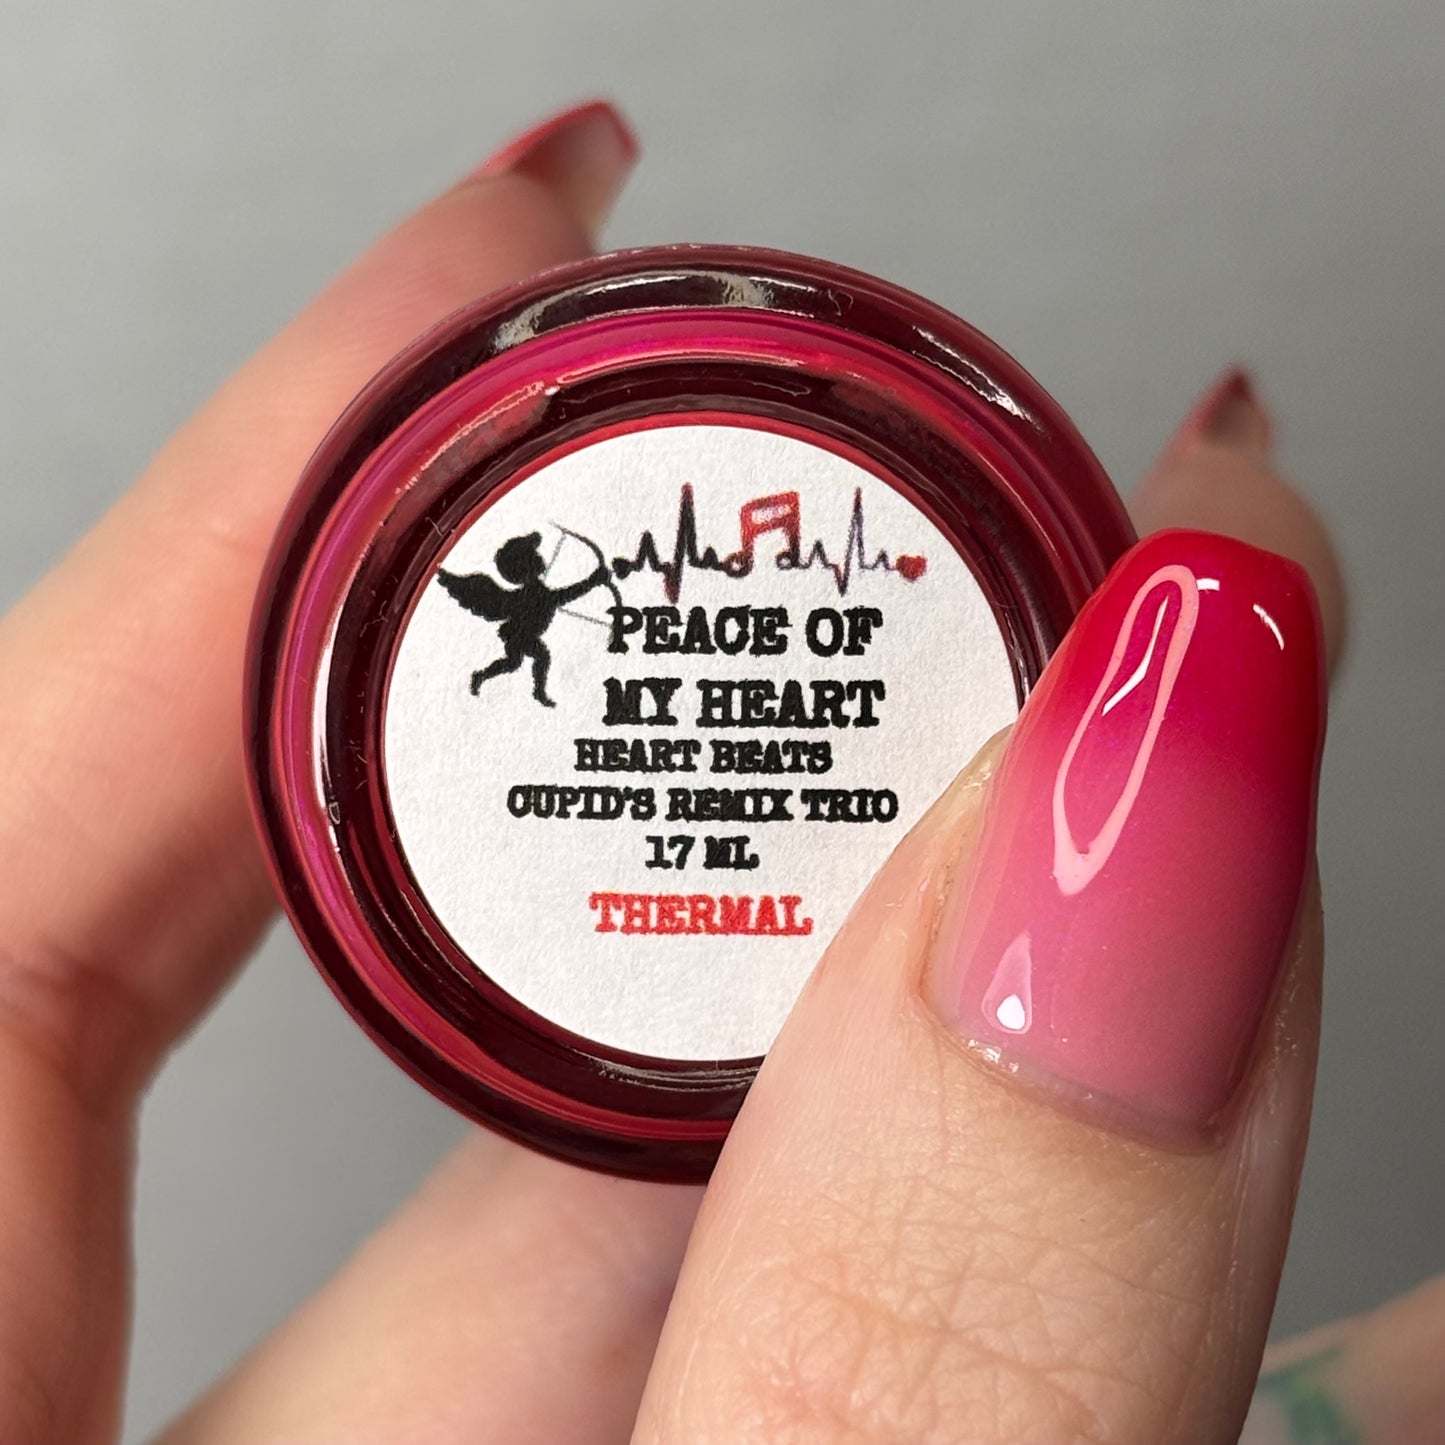 PEACE OF
MY HEART
HEART BEATS
CUPID'S REMIX TRIO
17 ML
THERMAL